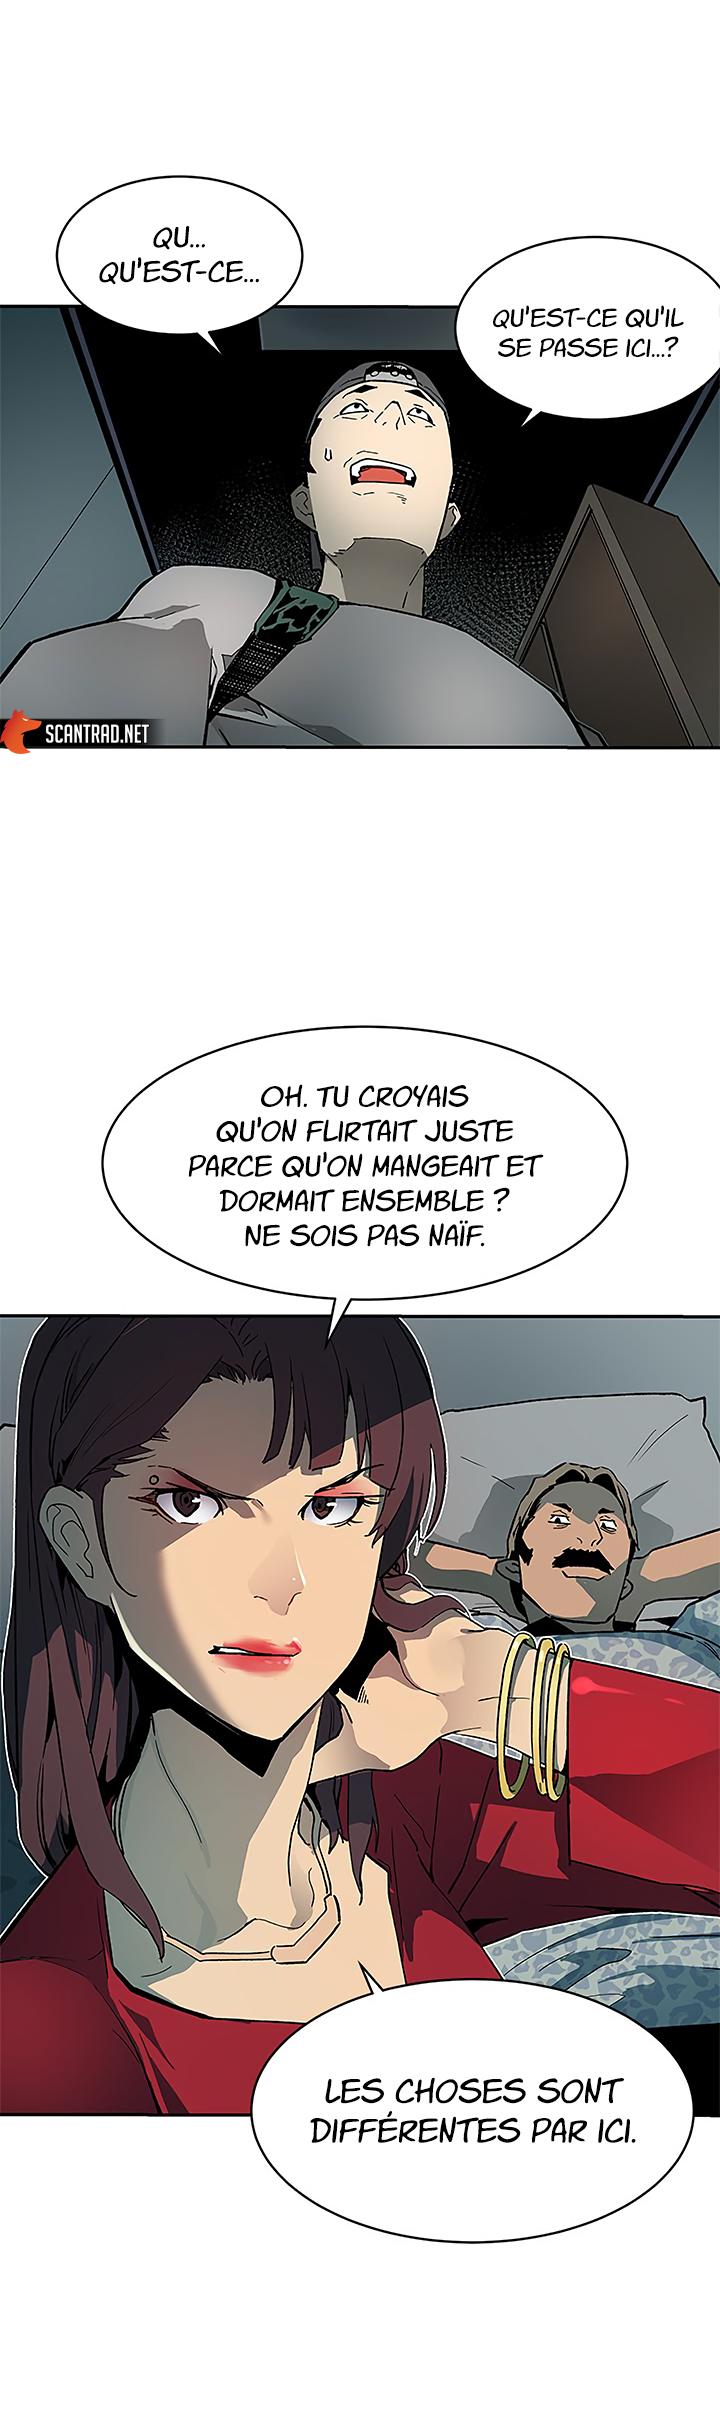 QU...
QU'EST-CE...
QU'EST-CE QU'IL
SE PASSE ICI...?
SCANTRAD.NET
OH. TU CROYAIS
QU'ON FLIRTAIT JUSTE
PARCE QU'ON MANGEAIT ET
DORMAIT ENSEMBLE ?
NE SOIS PAS NAÏF.
LES CHOSES SONT
DIFFÉRENTES PAR ICI.